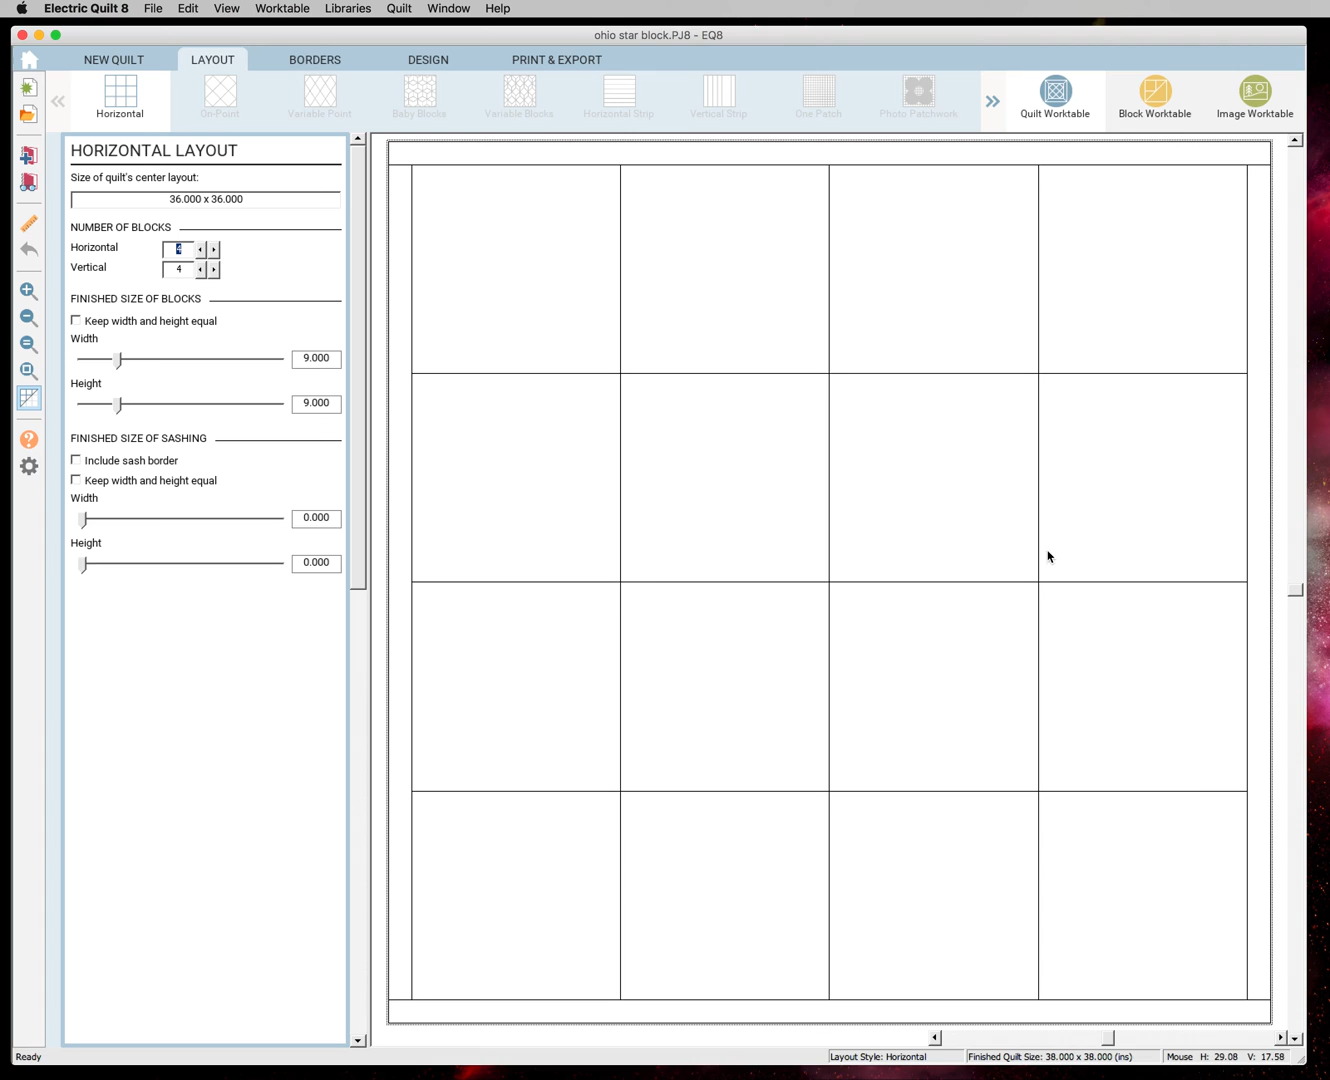 Electric Quilt 8 File Edit View Worktable Libraries Quilt Window Help
ohio star block.PJ8 - EQ8
NEW QUILT LAYOUT BORDERS DESIGN PRINT & EXPORT
Horizontal On-Point Variable Point Baby Blocks Variable Blocks Horizontal Strip Vertical Strip One Patch Photo Patchwork Quilt Worktable Block Worktable Image Worktable
HORIZONTAL LAYOUT
Size of quilt's center layout:
36.000 x 36.000
NUMBER OF BLOCKS
Horizontal 4
Vertical 4
FINISHED SIZE OF BLOCKS
Keep width and height equal
Width
9.000
Height
9.000
FINISHED SIZE OF SASHING
Include sash border
Keep width and height equal
Width
0.000
Height
0.000
Ready Layout Style: Horizontal Finished Quilt Size: 38.000 x 38.000 (ins) Mouse H: 29.08 V: 17.58